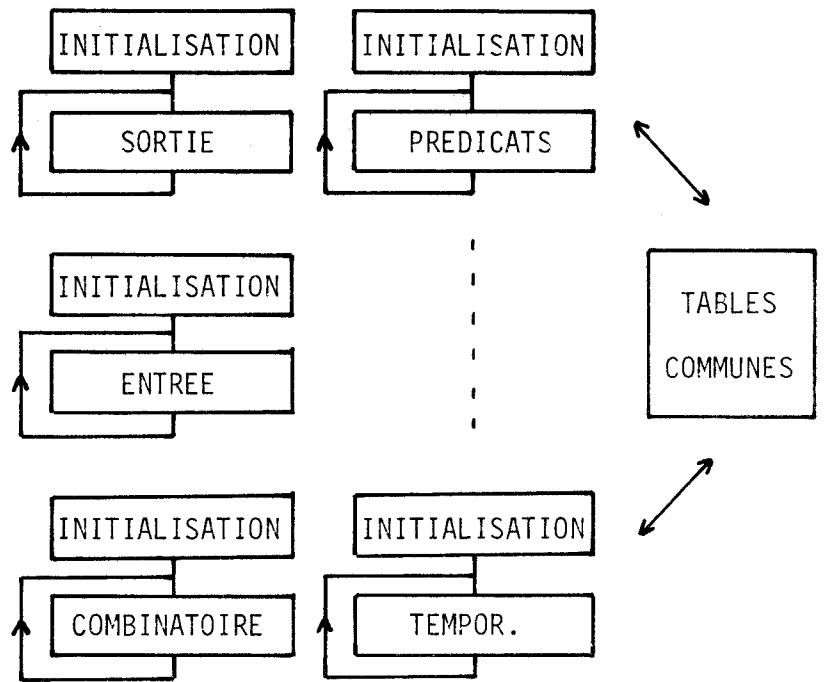 INITIALISATION
SORTIE
INITIALISATION
PREDICATS
INITIALISATION
ENTREE
TABLES
COMMUNES
INITIALISATION
COMBINATOIRE
INITIALISATION
TEMPOR.